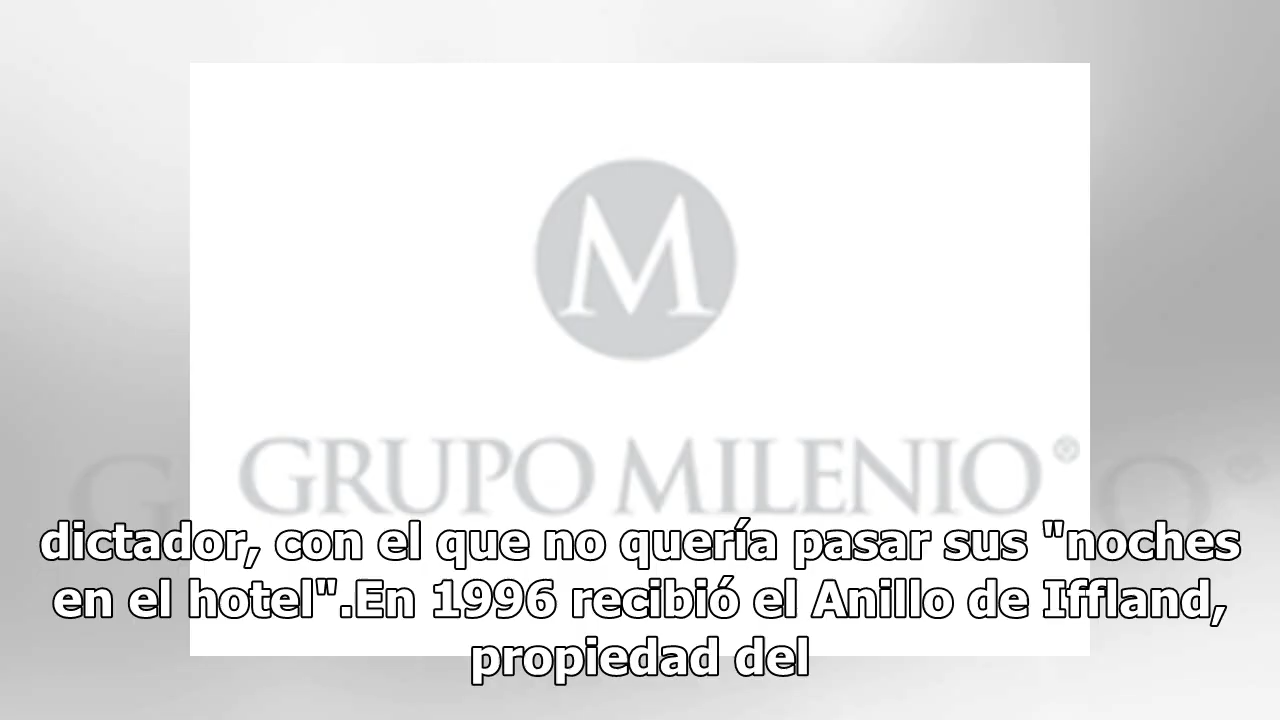 M
GRUPO MILENIO®
dictador, con el que no quería pasar sus "noches
en el hotel".En 1996 recibió el Anillo de Iffland,
propiedad del